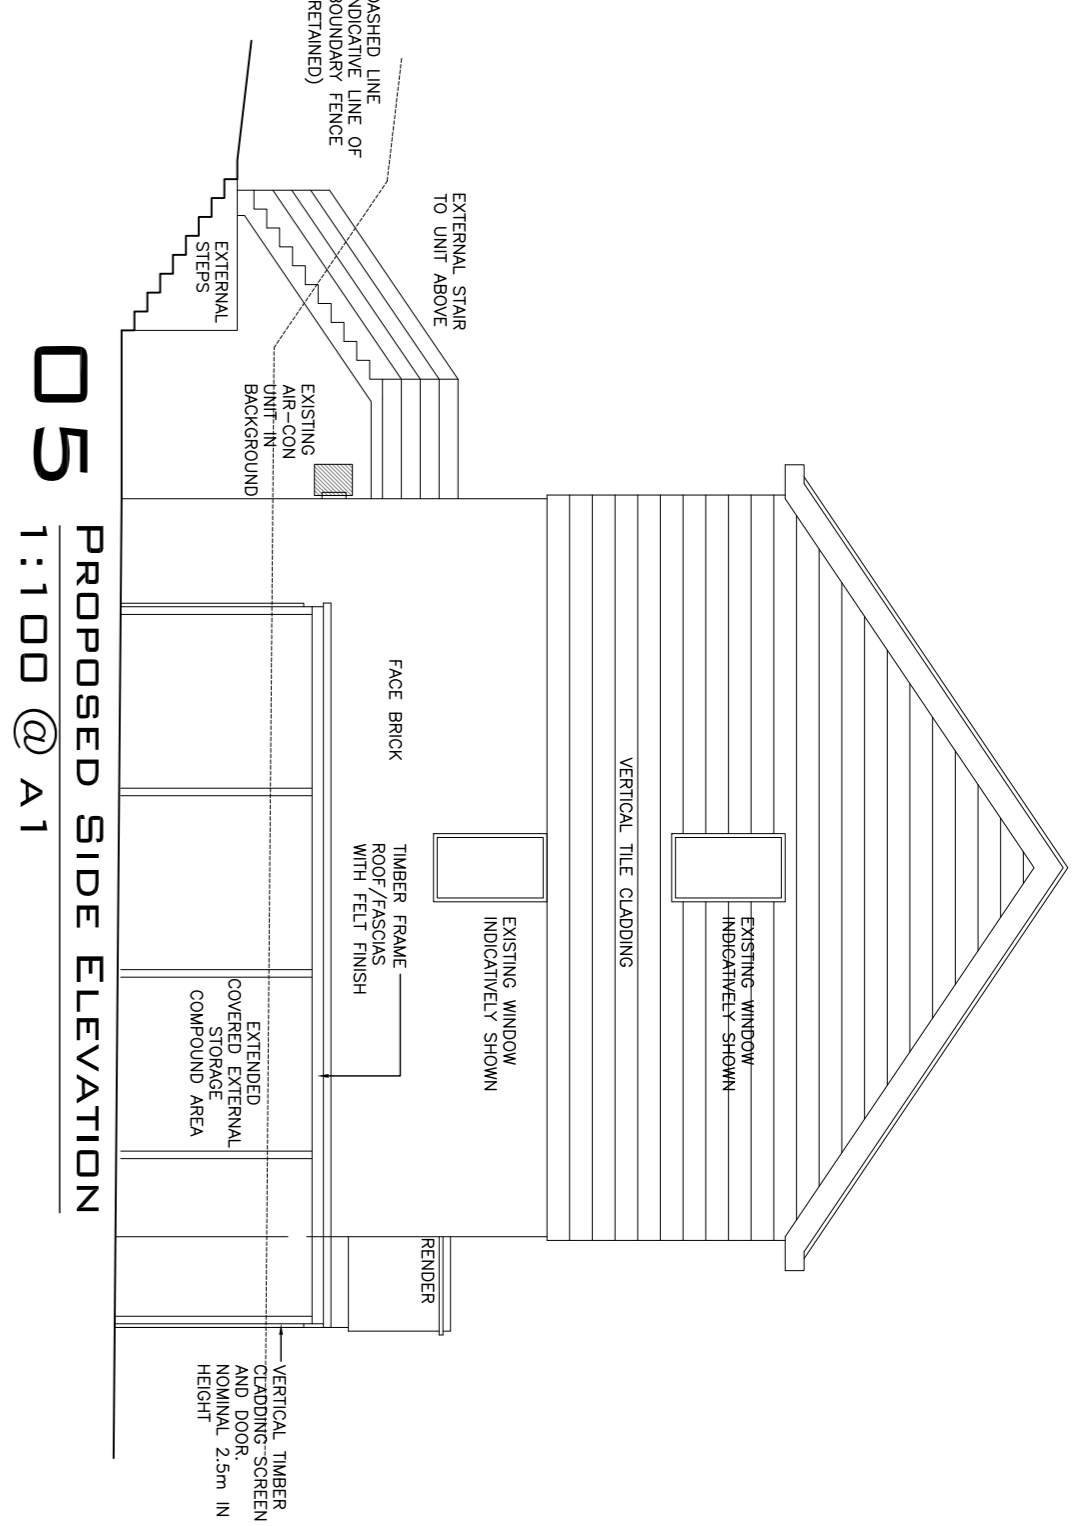 DASHED LINE
INDICATIVE LINE OF
BOUNDARY FENCE
RETAINED)
EXTERNAL STAIR
TO UNIT ABOVE
EXTERNAL
STEPS
EXISTING
AIR-CON
UNIT IN
BACKGROUND
FACE BRICK
VERTICAL TILE CLADDING
EXISTING WINDOW
INDICATIVELY SHOWN
EXISTING WINDOW
INDICATIVELY SHOWN
TIMBER FRAME
ROOF/FASCIAS
WITH FELT FINISH
EXTENDED
COVERED EXTERNAL
STORAGE
COMPOUND AREA
RENDER
VERTICAL TIMBER
CLADDING SCREEN
AND DOOR.
NOMINAL 2.5m IN
HEIGHT
05 PROPOSED SIDE ELEVATION
1:100 @ A1